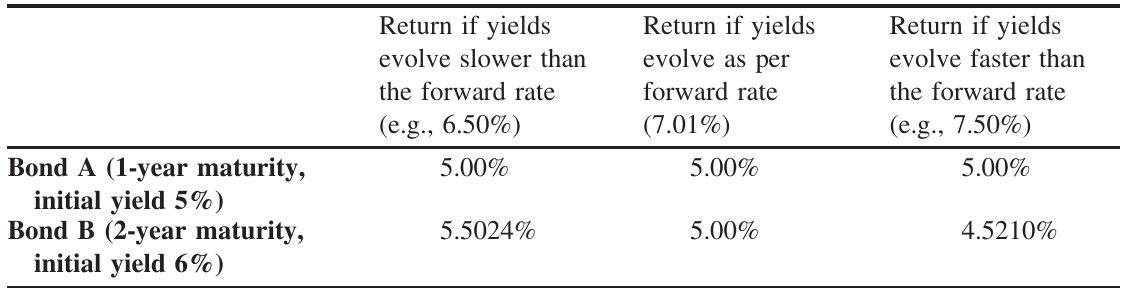 Return if yields evolve slower than the forward rate (e.g., 6.50%)
Return if yields evolve as per forward rate (7.01%)
Return if yields evolve faster than the forward rate (e.g., 7.50%)
Bond A (1-year maturity, initial yield 5%) 5.00% 5.00% 5.00%
Bond B (2-year maturity, initial yield 6%) 5.5024% 5.00% 4.5210%